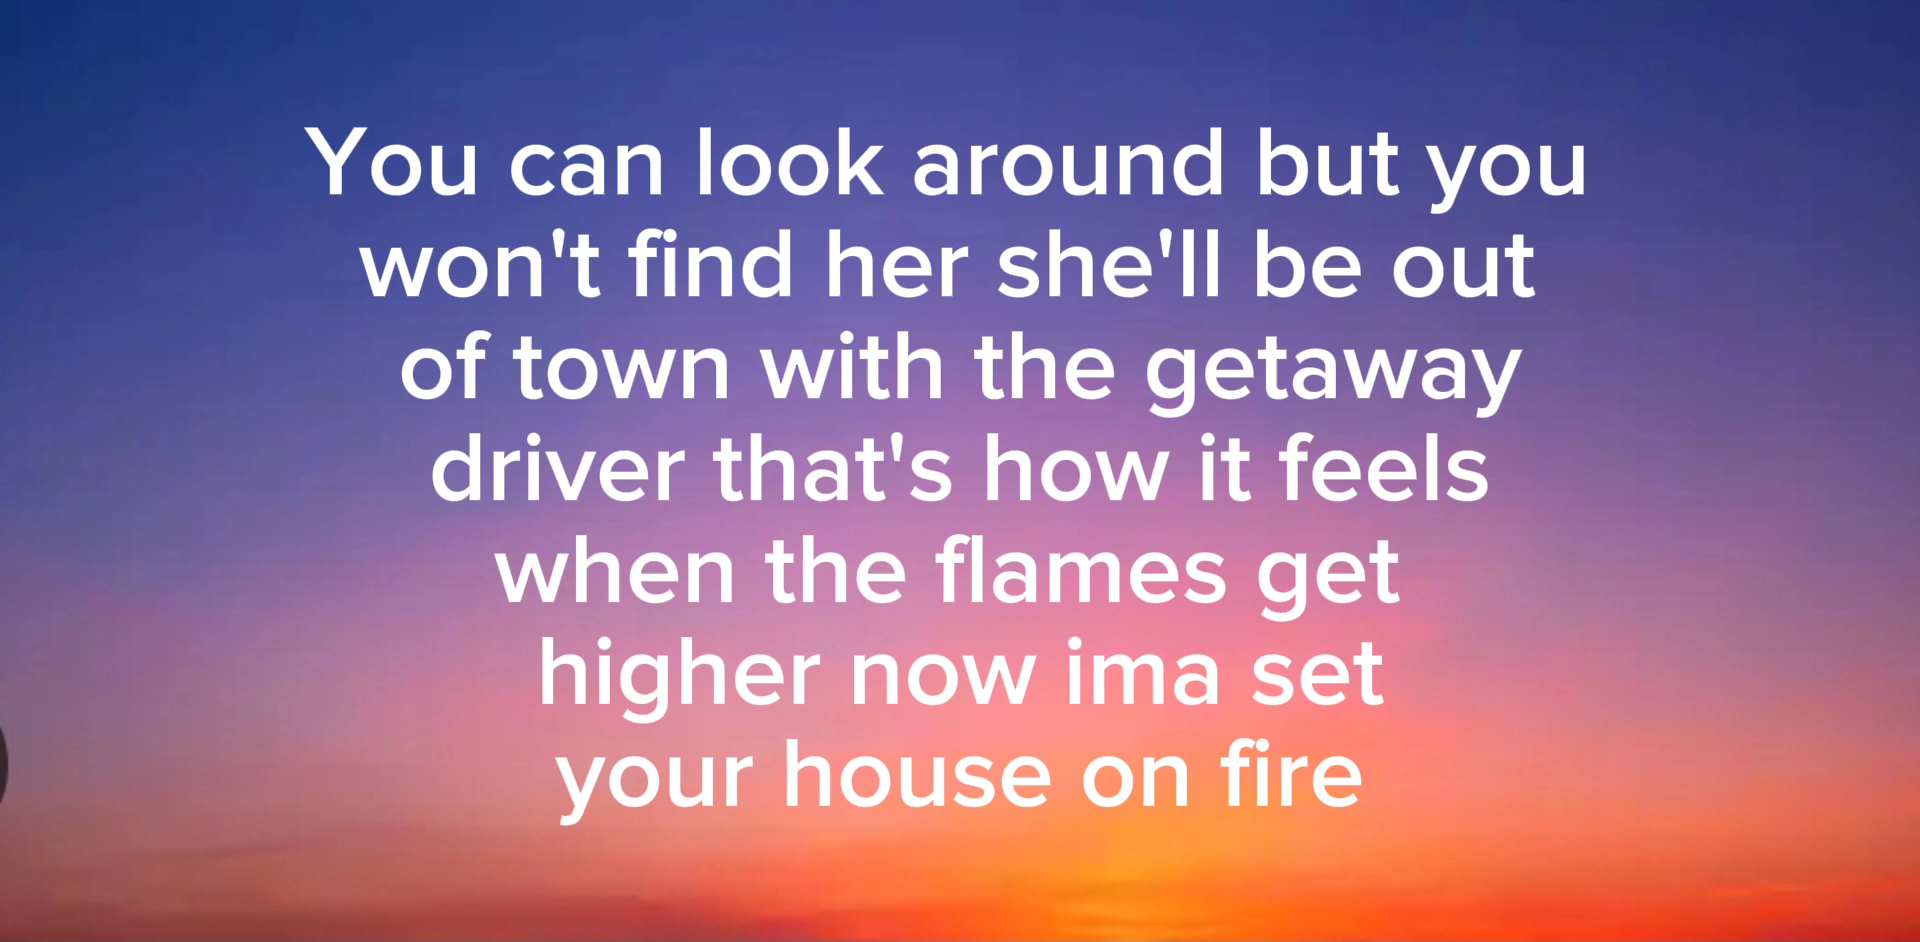 You can look around but you
won't find her she'll be out
of town with the getaway
driver that's how it feels
when the flames get
higher now ima set
your house on fire